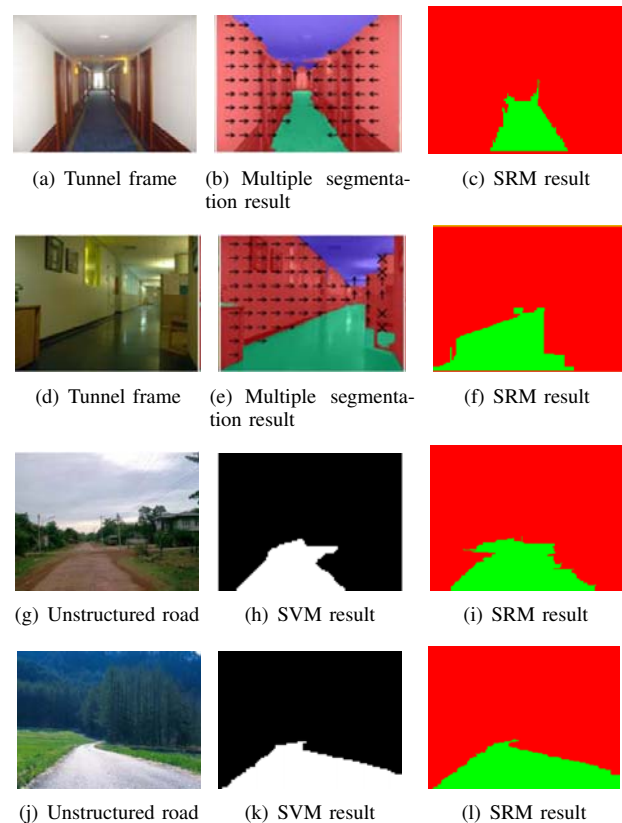 (a) Tunnel frame
(b) Multiple segmenta-
tion result
(c) SRM result
(d) Tunnel frame
(e) Multiple segmenta-
tion result
(f) SRM result
(g) Unstructured road
(h) SVM result
(i) SRM result
(j) Unstructured road
(k) SVM result
(l) SRM result